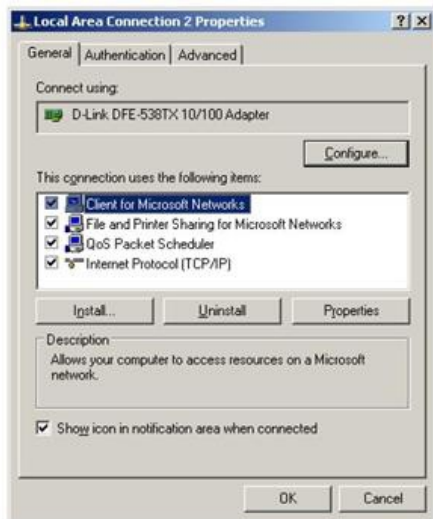 Local Area Connection 2 Properties
General Authentication Advanced
Connect using:
D-Link DFE-538TX 10/100 Adapter
Configure...
This connection uses the following items:
Client for Microsoft Networks
File and Printer Sharing for Microsoft Networks
QoS Packet Scheduler
Internet Protocol (TCP/IP)
Install... Uninstall Properties
Description
Allows your computer to access resources on a Microsoft
network.
Show icon in notification area when connected
OK Cancel